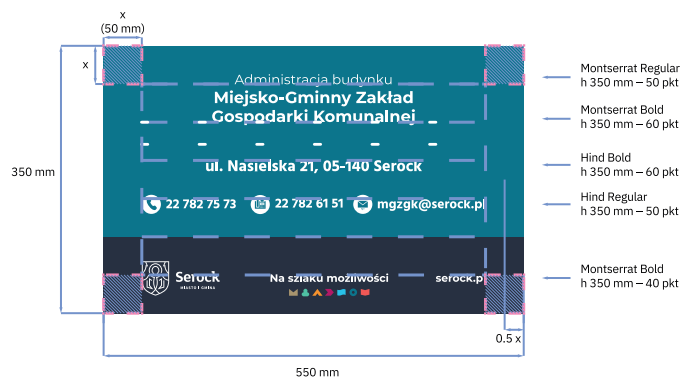 x
(50 mm)
x
350 mm
Administracja budynku
Miejsko-Gminny Zakład
Gospodarki Komunalnej
ul. Nasielska 21, 05-140 Serock
22 782 75 73
22 782 61 51
mgzgk@serock.pl
Serock
MIASTO I GMINA
Na szlaku możliwości
serock.pl
Montserrat Regular
h 350 mm – 50 pkt
Montserrat Bold
h 350 mm – 60 pkt
Hind Bold
h 350 mm – 60 pkt
Hind Regular
h 350 mm – 50 pkt
Montserrat Bold
h 350 mm – 40 pkt
0.5 x
550 mm